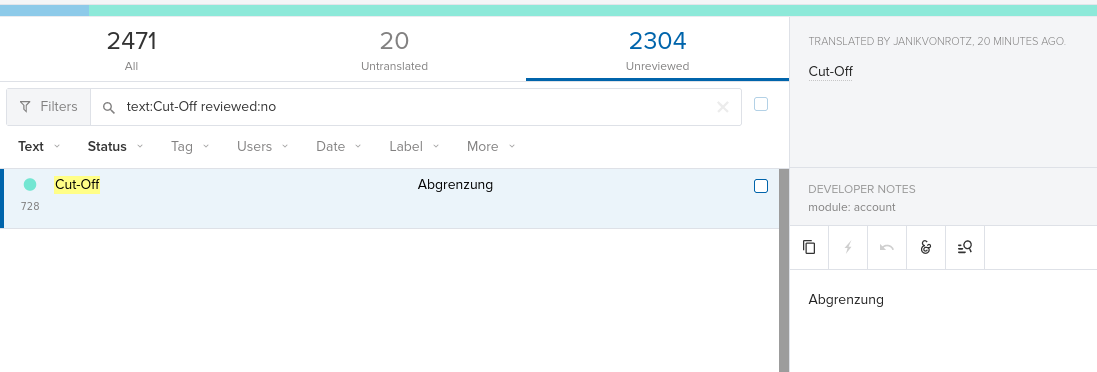 2471
All
20
Untranslated
2304
Unreviewed
Filters
text:Cut-Off reviewed:no
Text
Status
Tag
Users
Date
Label
More
Cut-Off
Abgrenzung
728
TRANSLATED BY JANIKVONROTZ, 20 MINUTES AGO.
Cut-Off
DEVELOPER NOTES
module: account
Abgrenzung